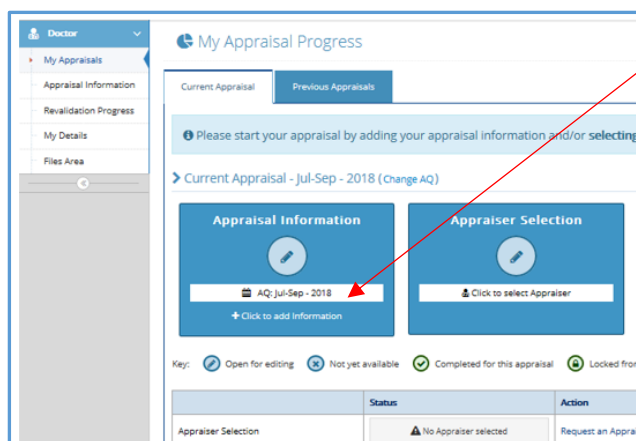 Doctor
My Appraisals
Appraisal Information
Revalidation Progress
My Details
Files Area
My Appraisal Progress
Current Appraisal
Previous Appraisals
Please start your appraisal by adding your appraisal information and/or selecting
Current Appraisal - Jul-Sep - 2018 (Change AQ)
Appraisal Information
AQ: Jul-Sep - 2018
Click to add Information
Appraiser Selection
Click to select Appraiser
Key: Open for editing Not yet available Completed for this appraisal Locked
Status Action
Appraiser Selection No Appraiser selected Request an